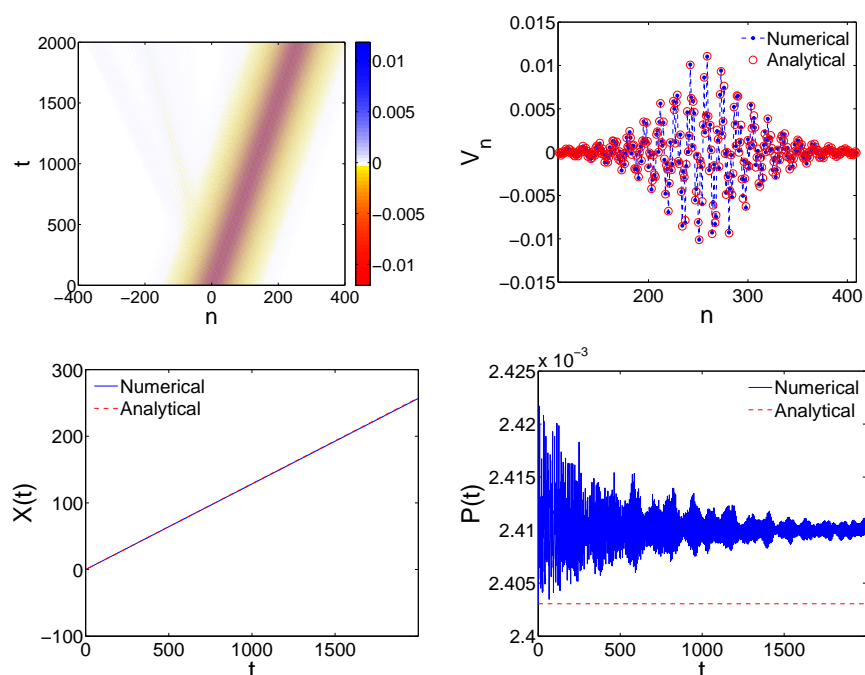 2000
1500
1000
500
0
t
−400
−200
0
200
400
n
0.01
0.005
0
−0.005
−0.01
0.015
0.01
0.005
0
−0.005
−0.01
−0.015
Vn
200
300
400
n
Numerical
Analytical
300
200
100
0
−100
X(t)
0
500
1000
1500
t
Numerical
Analytical
x 10−3
2.425
2.42
2.415
2.41
2.405
2.4
P(t)
0
500
1000
1500
t
Numerical
Analytical